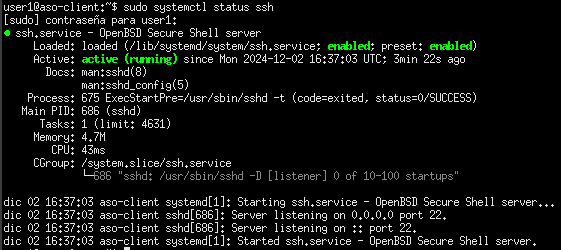 user1@aso-client:~$ sudo systemctl status ssh
[sudo] contraseña para user1:
● ssh.service - OpenBSD Secure Shell server
Loaded: loaded (/lib/systemd/system/ssh.service; enabled; preset: enabled)
Active: active (running) since Mon 2024-12-02 16:37:03 UTC; 3min 22s ago
Docs: man:sshd(8)
man:sshd_config(5)
Process: 675 ExecStartPre=/usr/sbin/sshd -t (code=exited, status=0/SUCCESS)
Main PID: 686 (sshd)
Tasks: 1 (limit: 4631)
Memory: 4.7M
CPU: 43ms
CGroup: /system.slice/ssh.service
└─686 "sshd: /usr/sbin/sshd -D [listener] 0 of 10-100 startups"
dic 02 16:37:03 aso-client systemd[1]: Starting ssh.service - OpenBSD Secure Shell server...
dic 02 16:37:03 aso-client sshd[686]: Server listening on 0.0.0.0 port 22.
dic 02 16:37:03 aso-client sshd[686]: Server listening on :: port 22.
dic 02 16:37:03 aso-client systemd[1]: Started ssh.service - OpenBSD Secure Shell server.